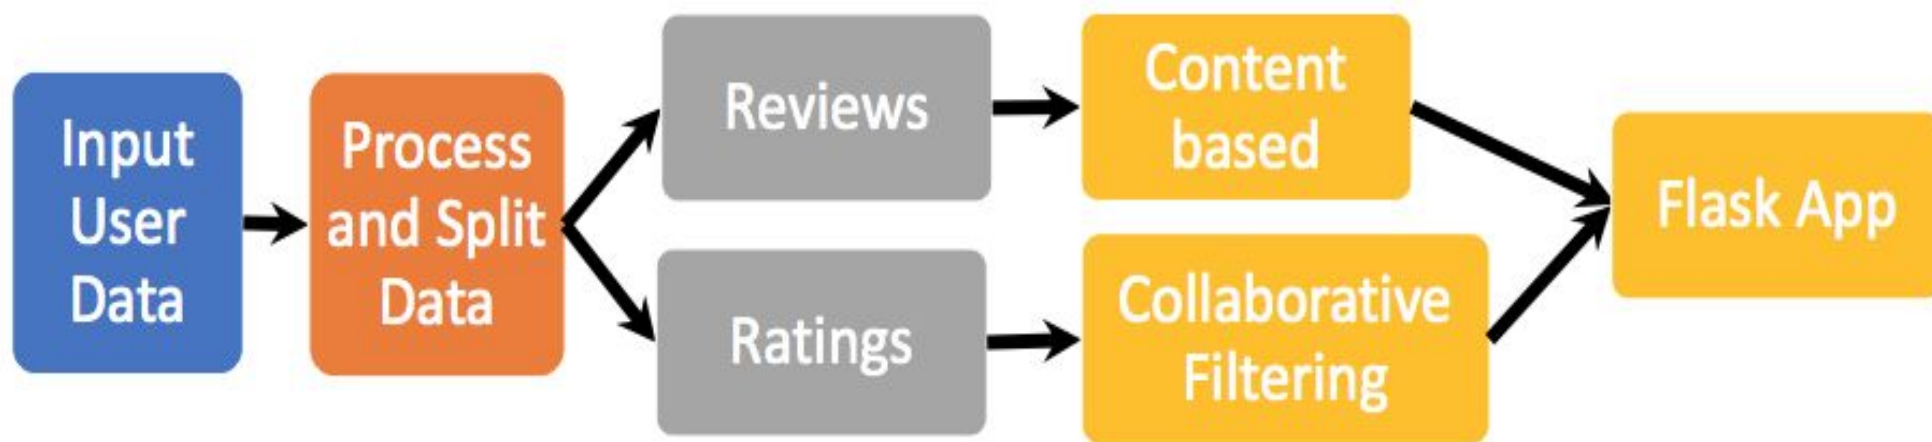 Input
User
Data
Process
and Split
Data
Reviews
Ratings
Content
based
Collaborative
Filtering
Flask App